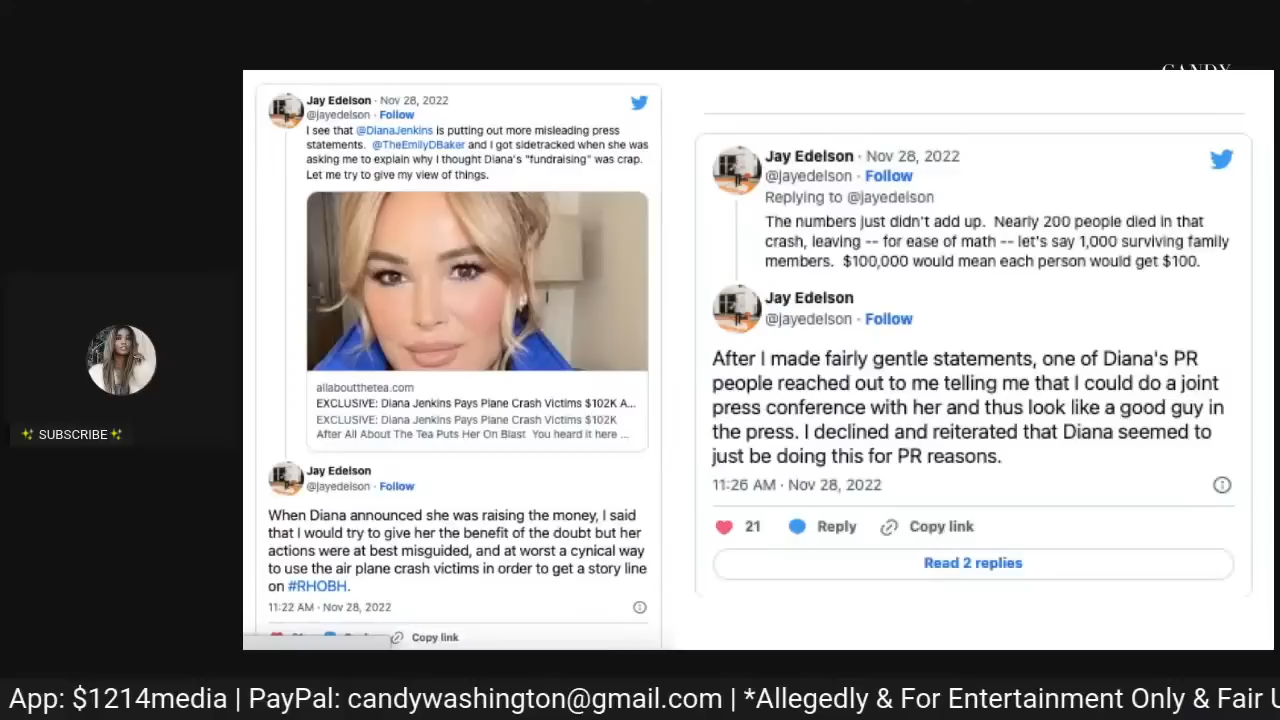 CANDY
Jay Edelson · Nov 28, 2022
@jayedelson · Follow
I see that @DianaJenkins is putting out more misleading press
statements. @TheEmilyDBaker and I got sidetracked when she was
asking me to explain why I thought Diana's "fundraising" was crap.
Let me try to give my view of things.
allaboutthetea.com
EXCLUSIVE: Diana Jenkins Pays Plane Crash Victims $102K A...
EXCLUSIVE: Diana Jenkins Pays Plane Crash Victims $102K
After All About The Tea Puts Her On Blast You heard it here ...
Jay Edelson
@jayedelson · Follow
When Diana announced she was raising the money, I said
that I would try to give her the benefit of the doubt but her
actions were at best misguided, and at worst a cynical way
to use the air plane crash victims in order to get a story line
on #RHOBH.
11:22 AM · Nov 28, 2022
Copy link
Jay Edelson · Nov 28, 2022
@jayedelson · Follow
Replying to @jayedelson
The numbers just didn't add up. Nearly 200 people died in that
crash, leaving -- for ease of math -- let's say 1,000 surviving family
members. $100,000 would mean each person would get $100.
Jay Edelson
@jayedelson · Follow
After I made fairly gentle statements, one of Diana's PR
people reached out to me telling me that I could do a joint
press conference with her and thus look like a good guy in
the press. I declined and reiterated that Diana seemed to
just be doing this for PR reasons.
11:26 AM · Nov 28, 2022
21 Reply Copy link
Read 2 replies
✨ SUBSCRIBE ✨
App: $1214media | PayPal: candywashington@gmail.com | *Allegedly & For Entertainment Only & Fair